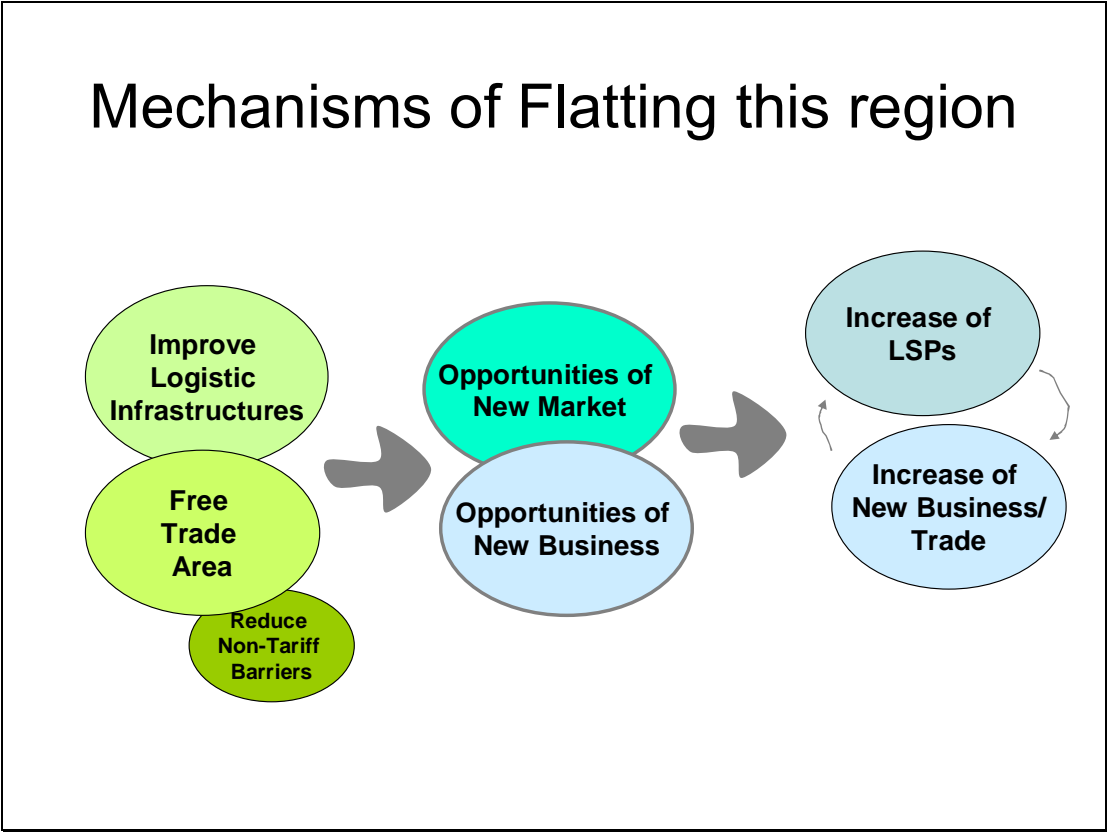 Mechanisms of Flatting this region
Improve
Logistic
Infrastructures
Free
Trade
Area
Reduce
Non-Tariff
Barriers
Opportunities of
New Market
Opportunities of
New Business
Increase of
LSPs
Increase of
New Business/
Trade